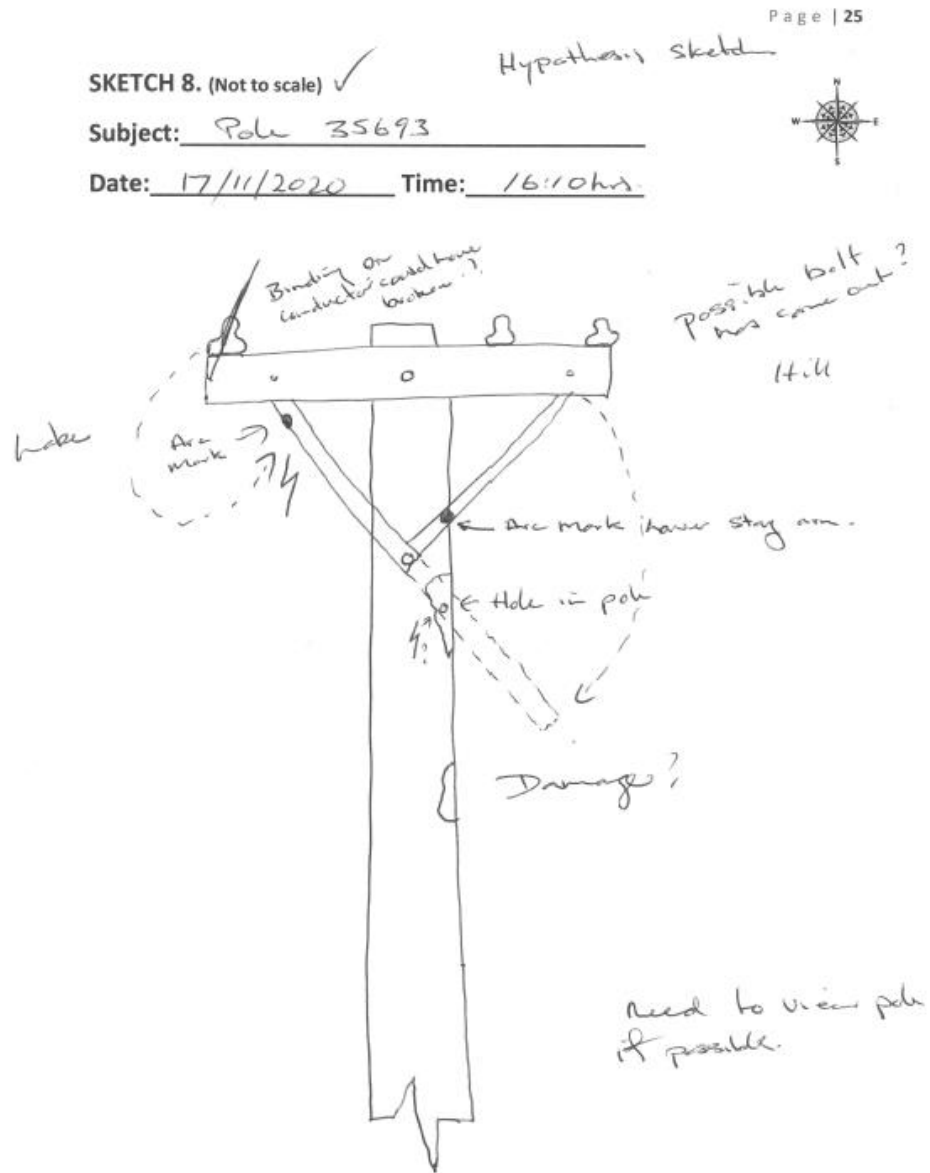 Page | 25
Hypothesis sketch
SKETCH 8. (Not to scale) ✓
N
W E
S
Subject: Pole 35693
Date: 17/11/2020 Time: 16:10hrs.
Binding on
conductor could have
broken?
Possible bolt
has come out?
Hill
Lake
Arc
mark
Arc mark lower stay arm.
Hole in pole
?
Damage?
Need to view pole
if possible.